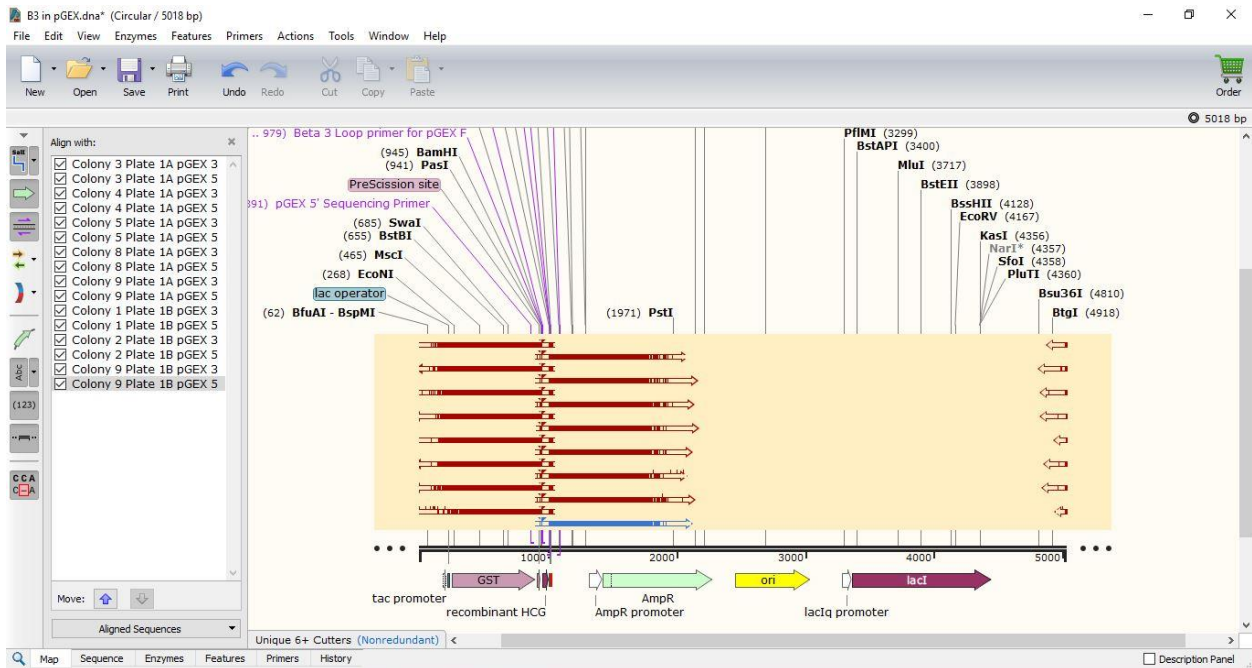 B3 in pGEX.dna* (Circular / 5018 bp)
File Edit View Enzymes Features Primers Actions Tools Window Help
New Open Save Print Undo Redo Cut Copy Paste Order
5018 bp
Align with:
Colony 3 Plate 1A pGEX 3
Colony 3 Plate 1A pGEX 5
Colony 4 Plate 1A pGEX 3
Colony 4 Plate 1A pGEX 5
Colony 5 Plate 1A pGEX 3
Colony 5 Plate 1A pGEX 5
Colony 8 Plate 1A pGEX 3
Colony 8 Plate 1A pGEX 5
Colony 9 Plate 1A pGEX 3
Colony 9 Plate 1A pGEX 5
Colony 1 Plate 1B pGEX 3
Colony 1 Plate 1B pGEX 5
Colony 2 Plate 1B pGEX 3
Colony 2 Plate 1B pGEX 5
Colony 9 Plate 1B pGEX 3
Colony 9 Plate 1B pGEX 5
SalI
Abc
(123)
CCA
C-A
Move:
Aligned Sequences
.. 979) Beta 3 Loop primer for pGEX F
(945) BamHI
(941) PasI
PreScission site
391) pGEX 5' Sequencing Primer
(685) SwaI
(655) BstBI
(465) MscI
(268) EcoNI
lac operator
(62) BfuAI - BspMI
(1971) PstI
PflMI (3299)
BstAPI (3400)
MluI (3717)
BstEII (3898)
BssHII (4128)
EcoRV (4167)
KasI (4356)
NarI* (4357)
SfoI (4358)
PluTI (4360)
Bsu36I (4810)
BtgI (4918)
1000 2000 3000 4000 5000
GST ori lacI
tac promoter AmpR lacIq promoter
recombinant HCG AmpR promoter
Unique 6+ Cutters (Nonredundant)
Map Sequence Enzymes Features Primers History Description Panel